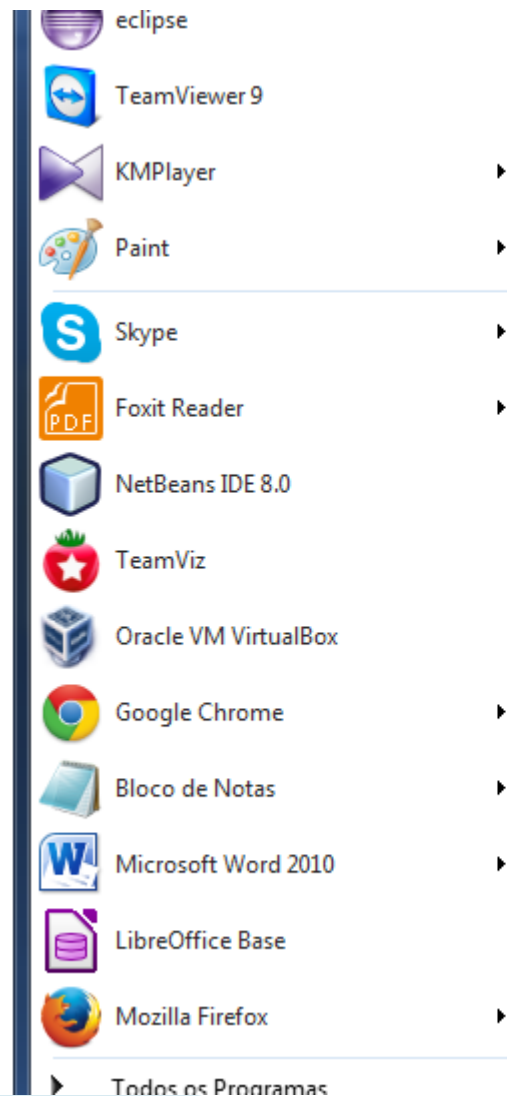 eclipse
TeamViewer 9
KMPlayer
Paint
Skype
Foxit Reader
PDF
NetBeans IDE 8.0
TeamViz
Oracle VM VirtualBox
Google Chrome
Bloco de Notas
Microsoft Word 2010
LibreOffice Base
Mozilla Firefox
Todos os Programas